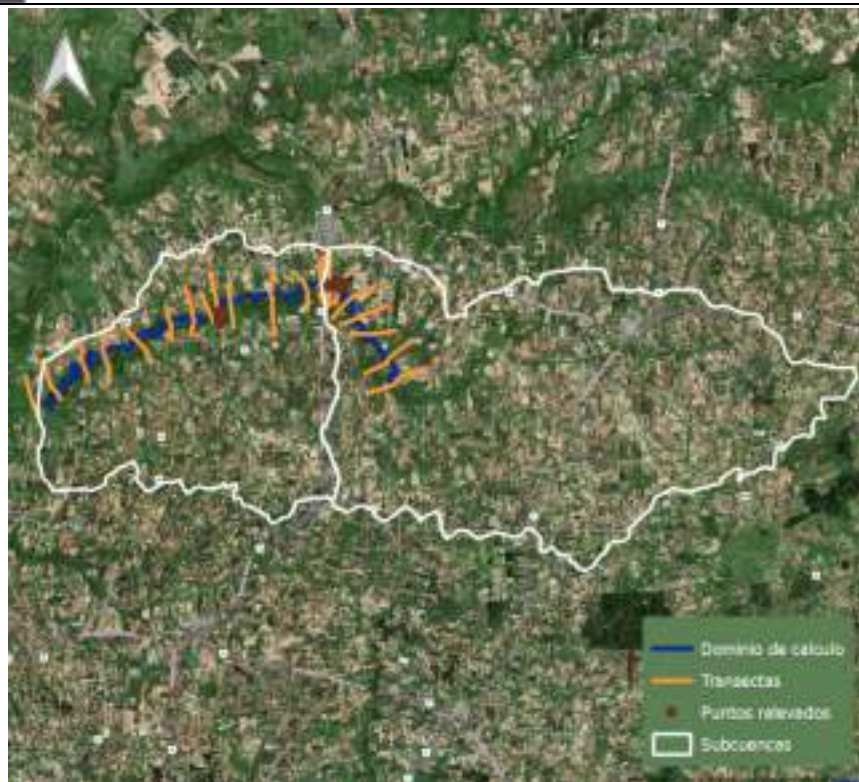 Dominio de calculo
Transectas
Puntos relevados
Subcuencas